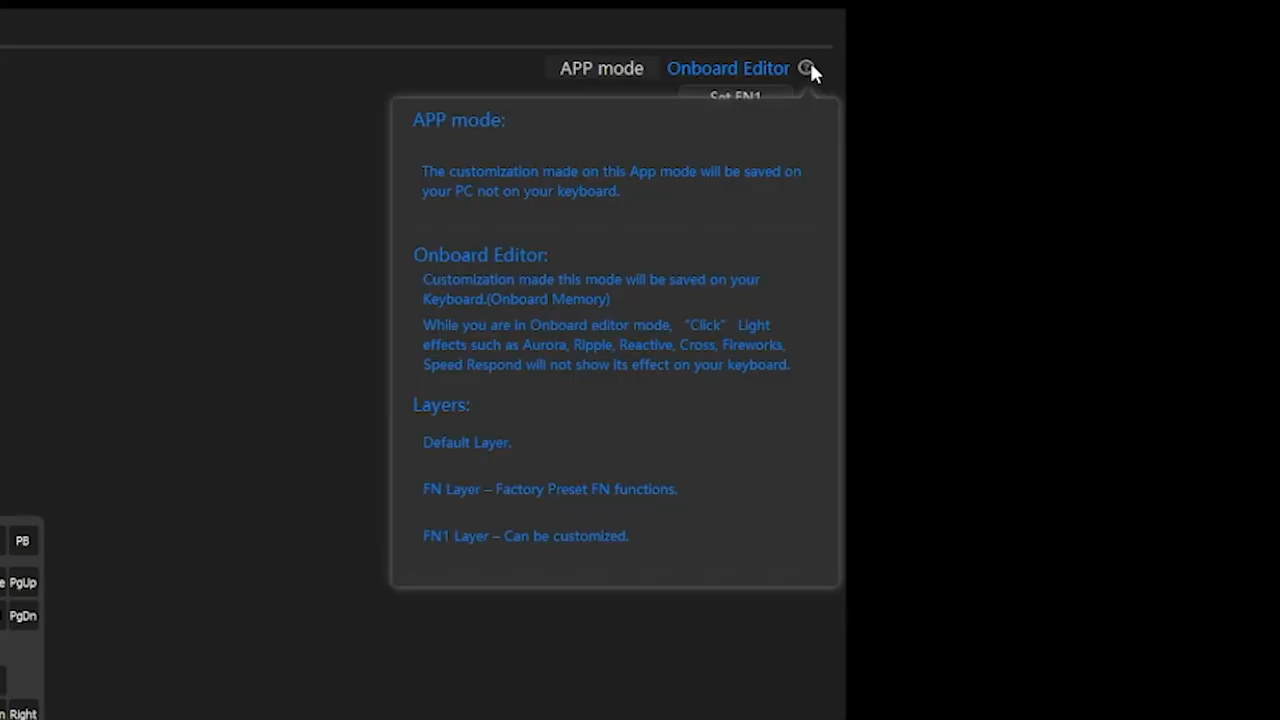 APP mode Onboard Editor
Set FN1
APP mode:
The customization made on this App mode will be saved on
your PC not on your keyboard.
Onboard Editor:
Customization made this mode will be saved on your
Keyboard.(Onboard Memory)
While you are in Onboard editor mode, “Click” Light
effects such as Aurora, Ripple, Reactive, Cross, Fireworks,
Speed Respond will not show its effect on your keyboard.
Layers:
Default Layer.
FN Layer – Factory Preset FN functions.
FN1 Layer – Can be customized.
PB
e PgUp
PgDn
n Right